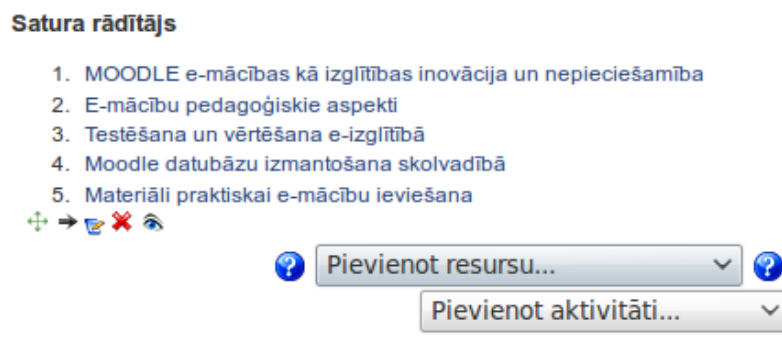 Satura rādītājs
1. MOODLE e-mācības kā izglītības inovācija un nepieciešamība
2. E-mācību pedagoģiskie aspekti
3. Testēšana un vērtēšana e-izglītībā
4. Moodle datubāzu izmantošana skolvadībā
5. Materiāli praktiskai e-mācību ieviešana
Pievienot resursu...
Pievienot aktivitāti...